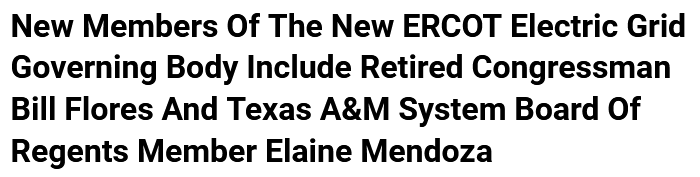 New Members Of The New ERCOT Electric Grid
Governing Body Include Retired Congressman
Bill Flores And Texas A&M System Board Of
Regents Member Elaine Mendoza